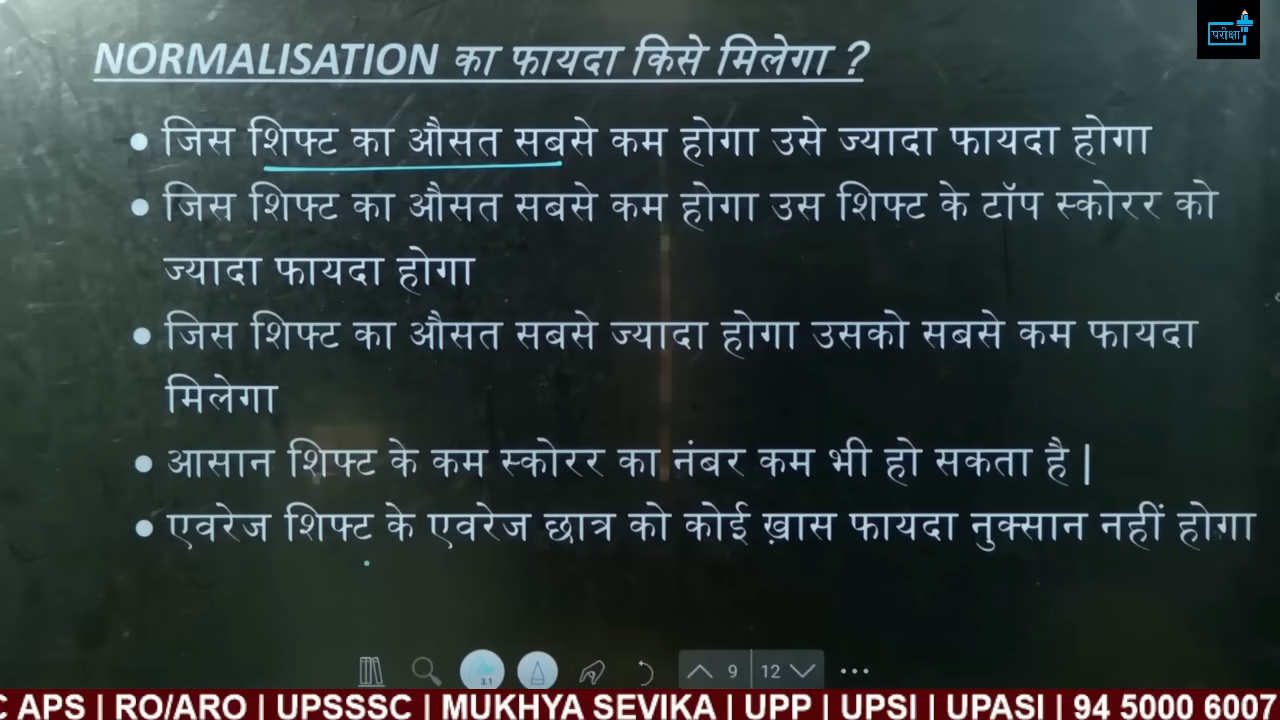 परीक्षा
NORMALISATION का फायदा किसे मिलेगा ?
• जिस शिफ्ट का औसत सबसे कम होगा उसे ज्यादा फायदा होगा
• जिस शिफ्ट का औसत सबसे कम होगा उस शिफ्ट के टॉप स्कोरर को
ज्यादा फायदा होगा
• जिस शिफ्ट का औसत सबसे ज्यादा होगा उसको सबसे कम फायदा
मिलेगा
• आसान शिफ्ट के कम स्कोरर का नंबर कम भी हो सकता है |
• एवरेज शिफ्ट के एवरेज छात्र को कोई ख़ास फायदा नुक्सान नहीं होगा
3.1
9 12
C APS | RO/ARO | UPSSSC | MUKHYA SEVIKA | UPP | UPSI | UPASI | 94 5000 6007